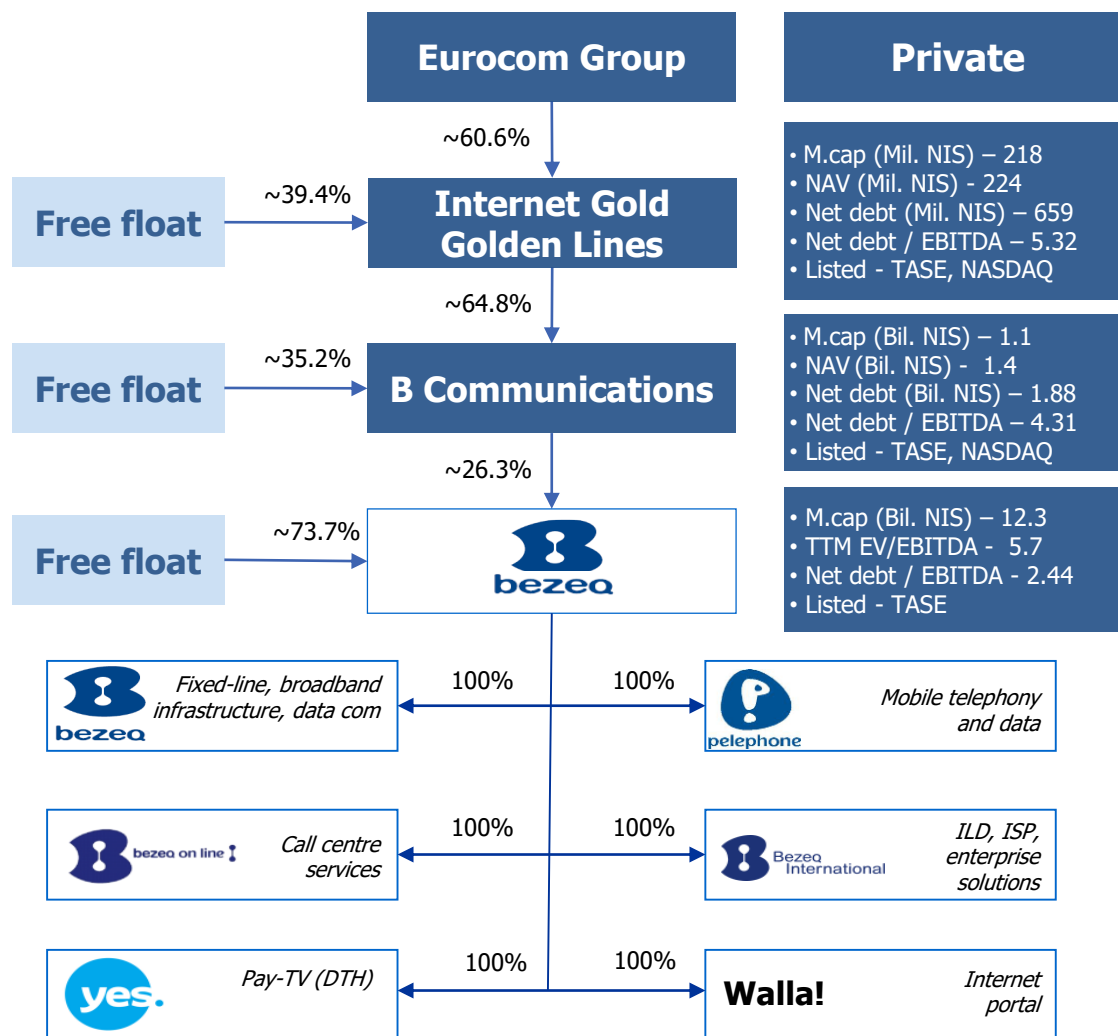 Eurocom Group
Private
~60.6%
• M.cap (Mil. NIS) – 218
• NAV (Mil. NIS) - 224
• Net debt (Mil. NIS) – 659
• Net debt / EBITDA – 5.32
• Listed - TASE, NASDAQ
Free float
~39.4%
Internet Gold
Golden Lines
~64.8%
• M.cap (Bil. NIS) – 1.1
• NAV (Bil. NIS) - 1.4
• Net debt (Bil. NIS) – 1.88
• Net debt / EBITDA – 4.31
• Listed - TASE, NASDAQ
Free float
~35.2%
B Communications
~26.3%
• M.cap (Bil. NIS) – 12.3
• TTM EV/EBITDA - 5.7
• Net debt / EBITDA - 2.44
• Listed - TASE
Free float
~73.7%
bezeq
bezeq
Fixed-line, broadband
infrastructure, data com
100%
100%
pelephone
Mobile telephony
and data
bezeq on line
Call centre
services
100%
100%
Bezeq
International
ILD, ISP,
enterprise
solutions
yes.
Pay-TV (DTH)
100%
100%
Walla!
Internet
portal